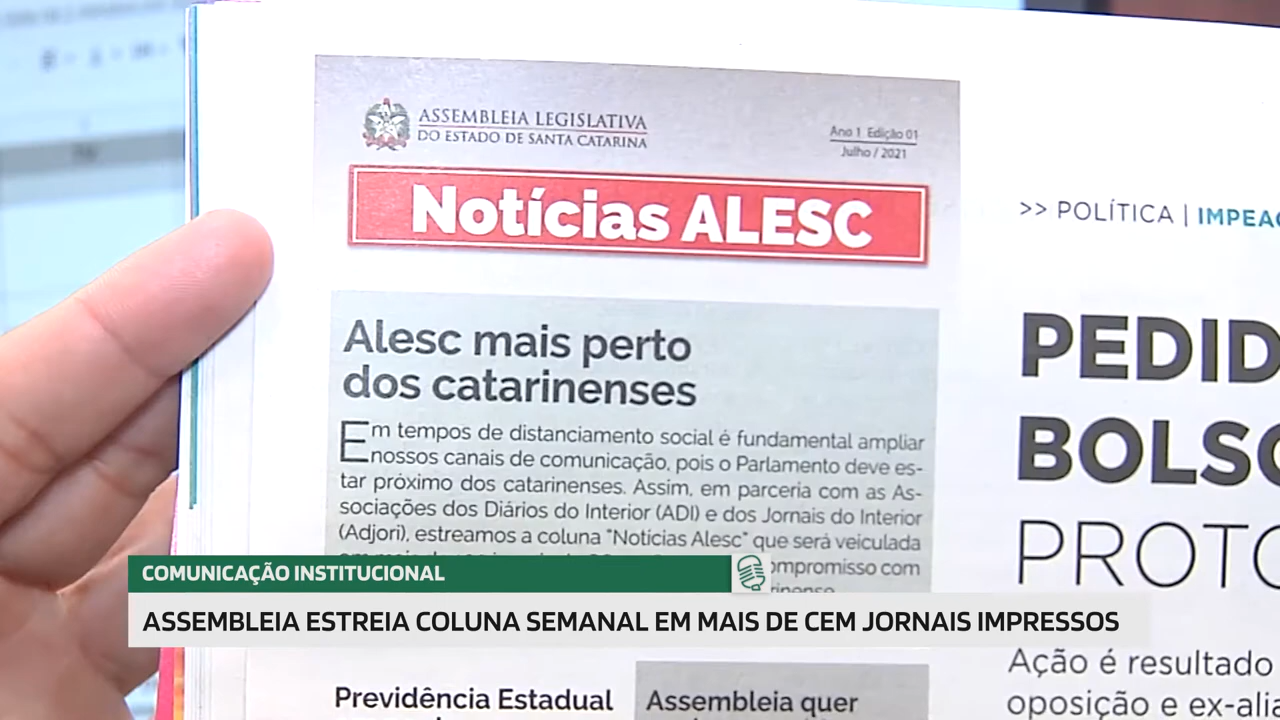 ASSEMBLEIA LEGISLATIVA
DO ESTADO DE SANTA CATARINA
Ano 1 Edição 01
Julho / 2021
Notícias ALESC
Alesc mais perto
dos catarinenses
Em tempos de distanciamento social é fundamental ampliar
nossos canais de comunicação, pois o Parlamento deve es-
tar próximo dos catarinenses. Assim, em parceria com as As-
sociações dos Diários do Interior (ADI) e dos Jornais do Interior
(Adjori), estreamos a coluna "Notícias Alesc" que será veiculada
ompromisso com
Previdência Estadual
Assembleia quer
>> POLÍTICA | IMPEAC
PEDID
BOLSO
PROTO
Ação é resultado
oposição e ex-alia
COMUNICAÇÃO INSTITUCIONAL
ASSEMBLEIA ESTREIA COLUNA SEMANAL EM MAIS DE CEM JORNAIS IMPRESSOS